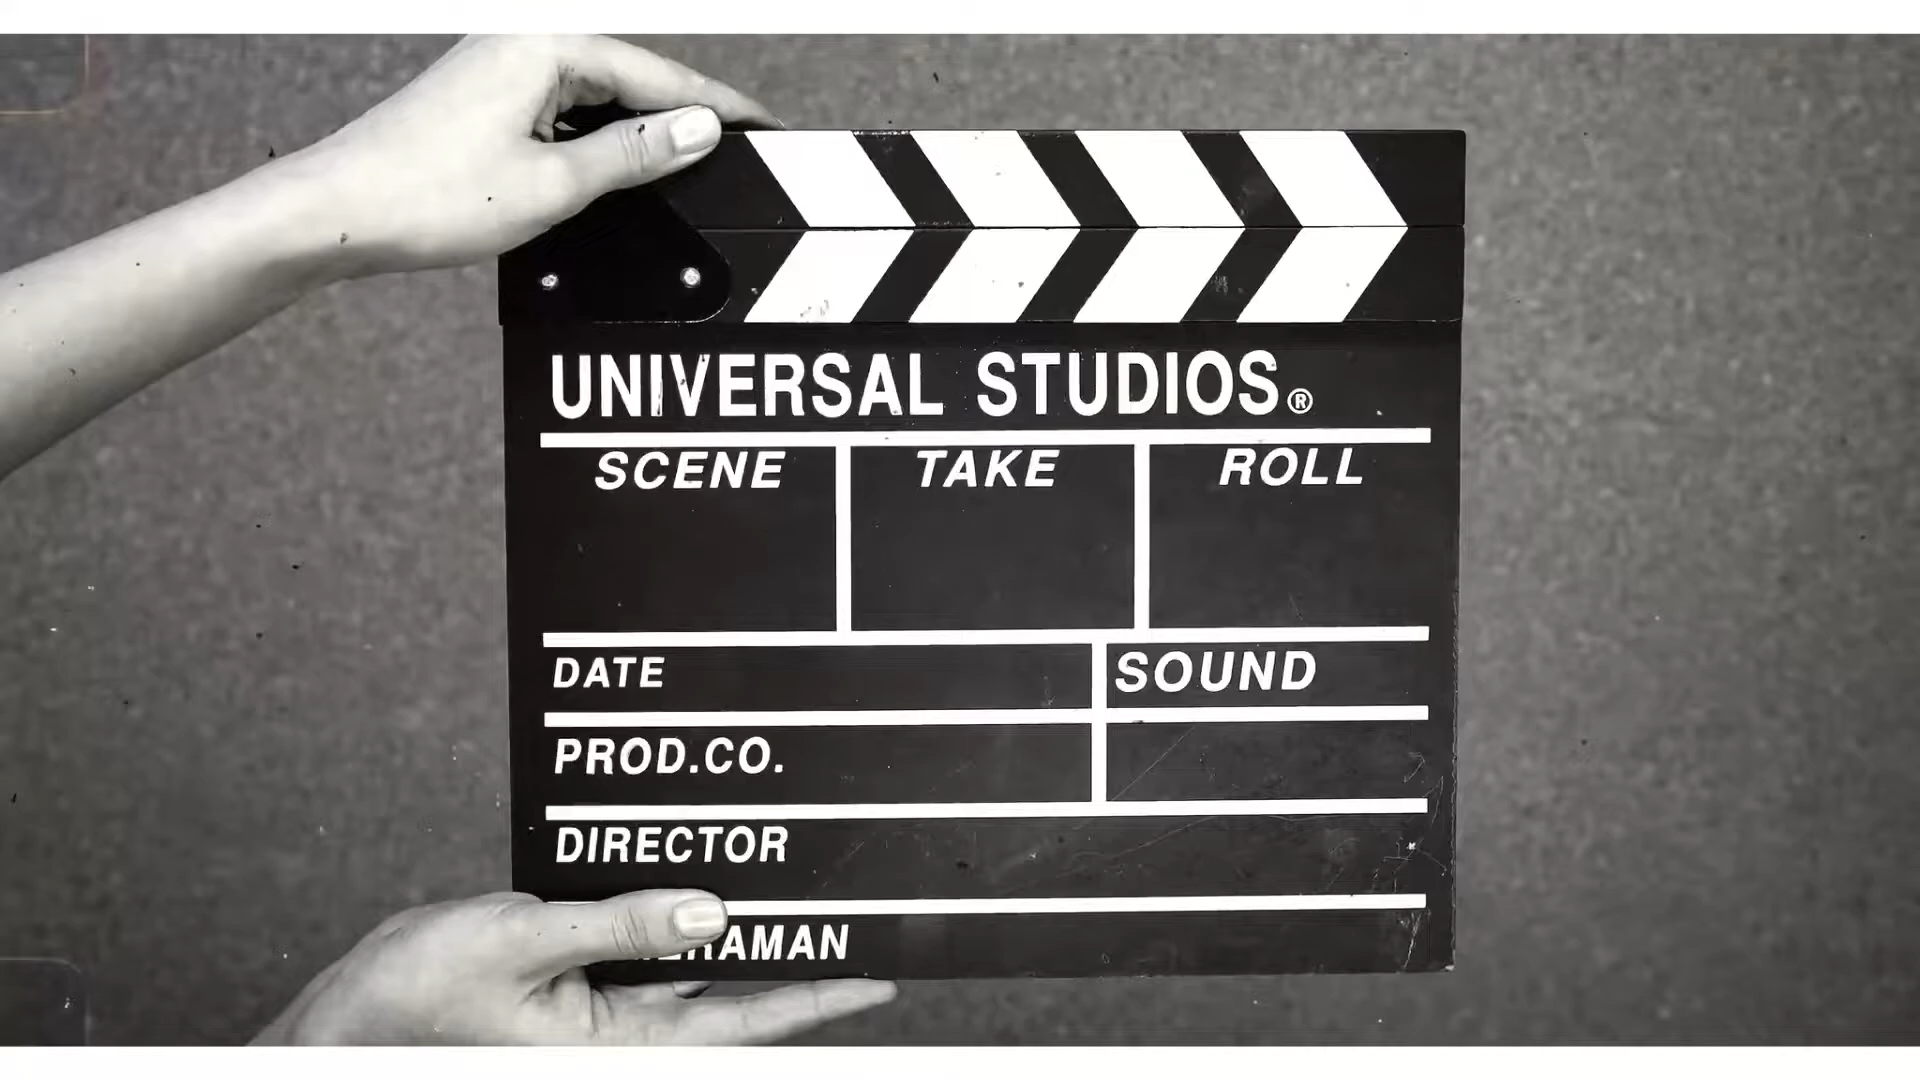 UNIVERSAL STUDIOS®
SCENE TAKE ROLL
DATE SOUND
PROD.CO.
DIRECTOR